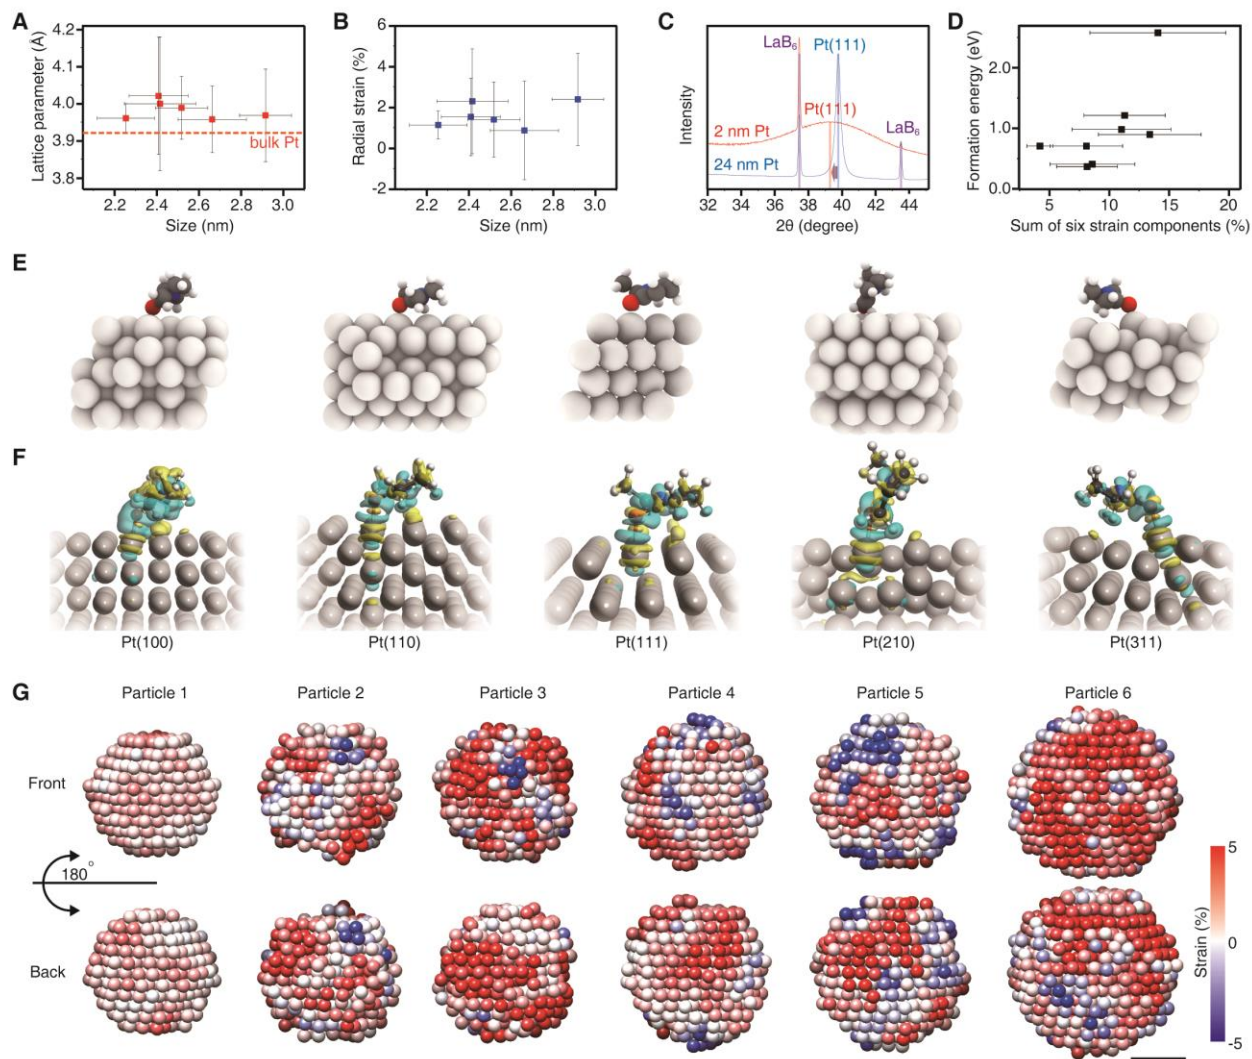 A
Lattice parameter (Å)
4.2
4.1
4.0
3.9
3.8
bulk Pt
2.2 2.4 2.6 2.8 3.0
Size (nm)
B
Radial strain (%)
6
4
2
0
-2
2.2 2.4 2.6 2.8 3.0
Size (nm)
C
Intensity
LaB6
Pt(111)
Pt(111)
LaB6
2 nm Pt
24 nm Pt
32 34 36 38 40 42 44
2θ (degree)
D
Formation energy (eV)
2.0
1.0
0.0
5 10 15 20
Sum of six strain components (%)
E
F
Pt(100) Pt(110) Pt(111) Pt(210) Pt(311)
G
Particle 1 Particle 2 Particle 3 Particle 4 Particle 5 Particle 6
Front
180°
Back
5
0
-5
Strain (%)